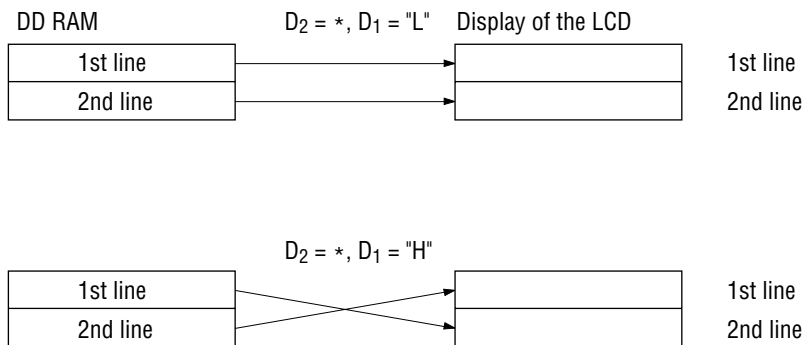 DD RAM D2 = *, D1 = "L" Display of the LCD
1st line 1st line
2nd line 2nd line
D2 = *, D1 = "H"
1st line 1st line
2nd line 2nd line